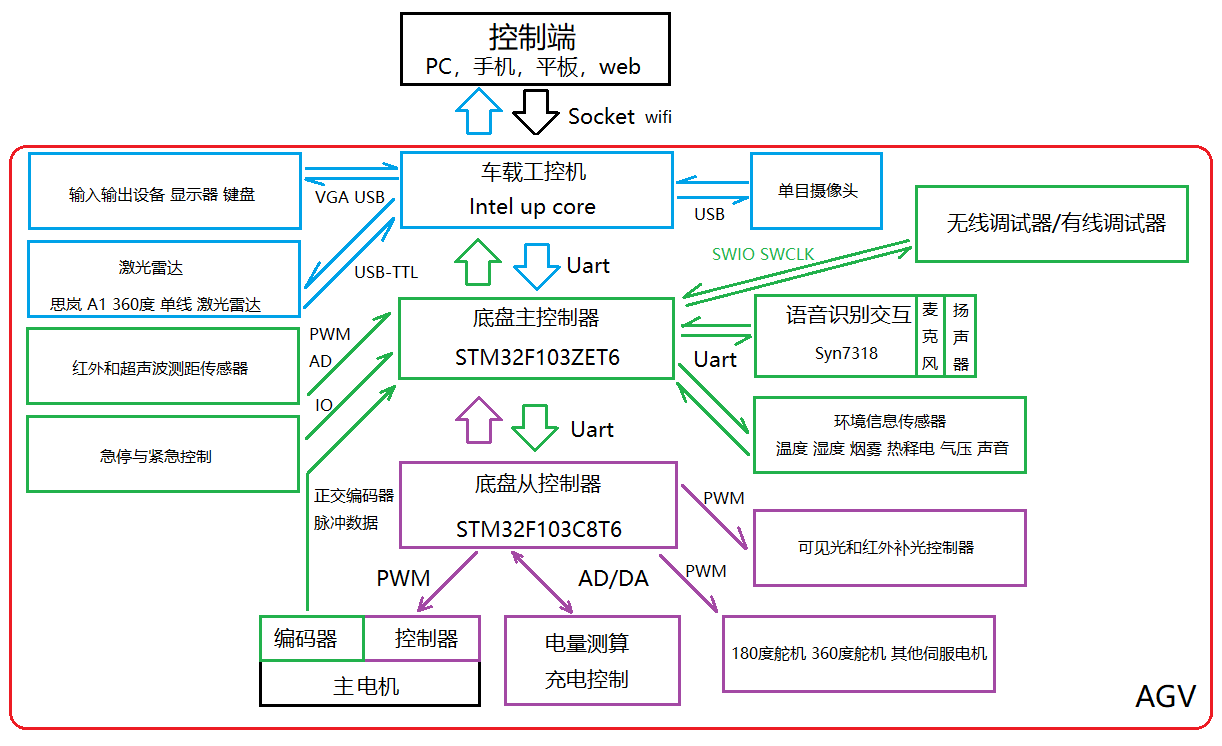 控制端
PC，手机，平板，web
Socket wifi
输入输出设备 显示器 键盘
VGA USB
车载工控机
Intel up core
USB
单目摄像头
无线调试器/有线调试器
SWIO SWCLK
激光雷达
思岚 A1 360度 单线 激光雷达
USB-TTL
Uart
底盘主控制器
STM32F103ZET6
语音识别交互
Syn7318
麦克风
扬声器
Uart
PWM
AD
红外和超声波测距传感器
IO
急停与紧急控制
环境信息传感器
温度 湿度 烟雾 热释电 气压 声音
Uart
正交编码器
脉冲数据
底盘从控制器
STM32F103C8T6
PWM
可见光和红外补光控制器
PWM
AD/DA
PWM
编码器
控制器
主电机
电量测算
充电控制
180度舵机 360度舵机 其他伺服电机
AGV